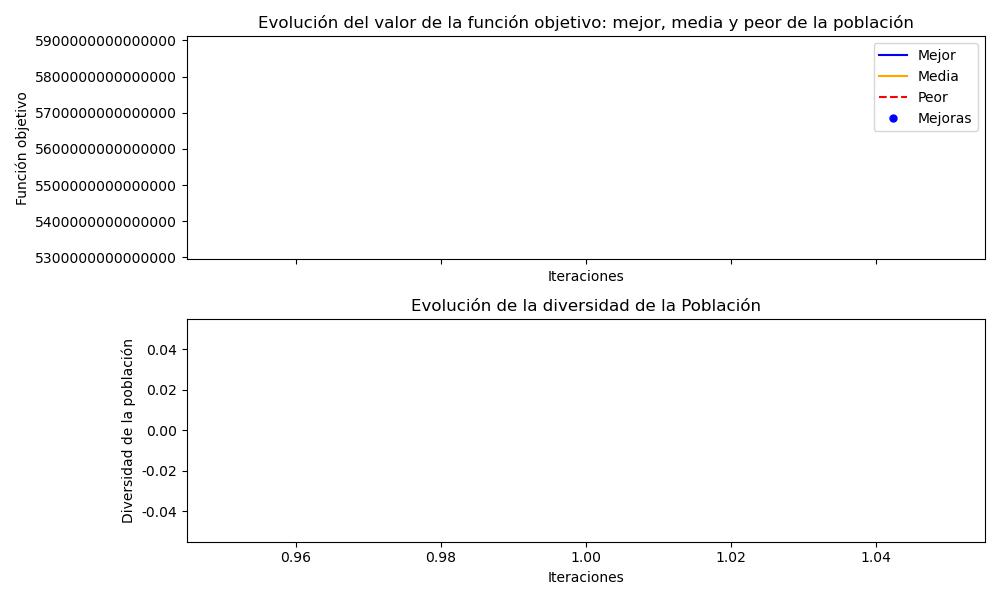 Evolución del valor de la función objetivo: mejor, media y peor de la población
5900000000000000
5800000000000000
5700000000000000
5600000000000000
5500000000000000
5400000000000000
5300000000000000
Función objetivo
Mejor
Media
Peor
Mejoras
Iteraciones
Evolución de la diversidad de la Población
0.04
0.02
0.00
-0.02
-0.04
Diversidad de la población
0.96 0.98 1.00 1.02 1.04
Iteraciones